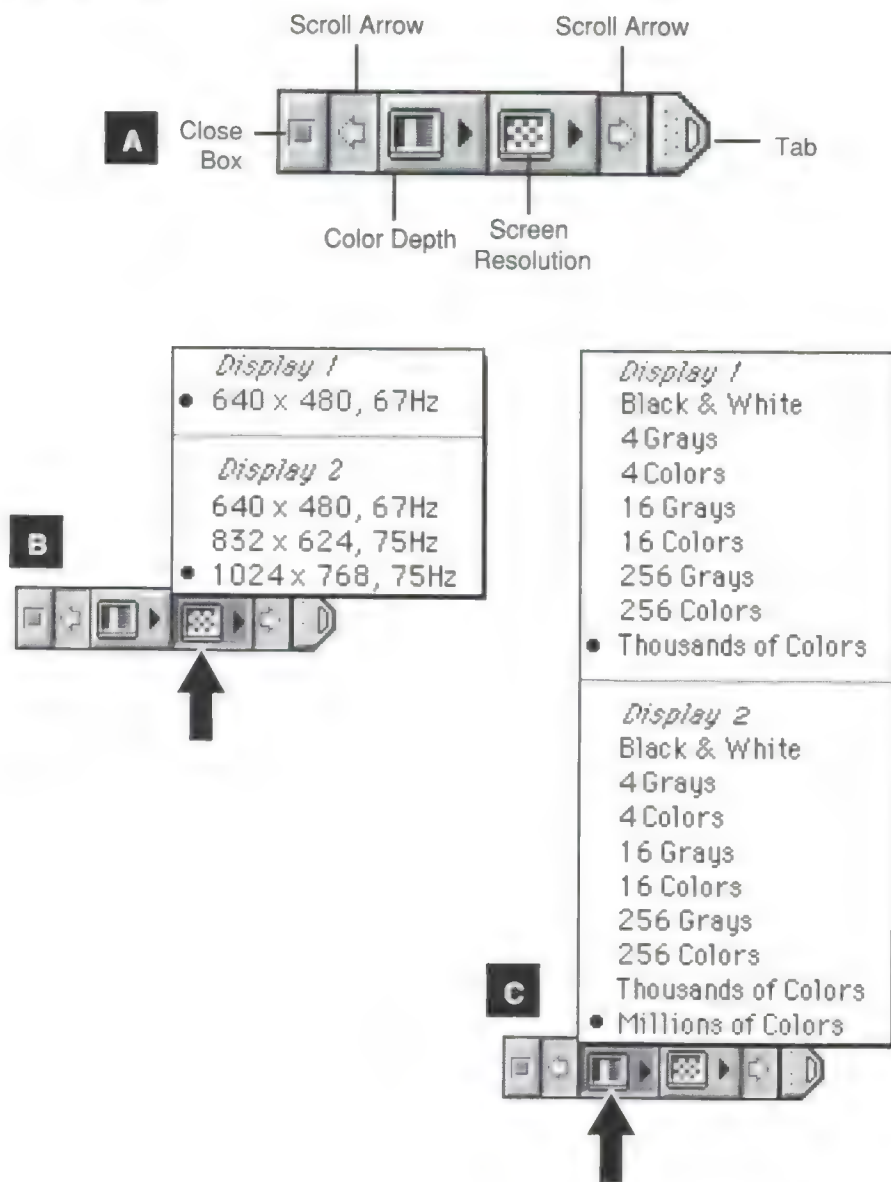 Scroll Arrow
Scroll Arrow
A
Close
Box
Tab
Color Depth
Screen
Resolution
Display 1
• 640 x 480, 67Hz
Display 2
640 x 480, 67Hz
832 x 624, 75Hz
• 1024 x 768, 75Hz
B
Display 1
Black & White
4 Grays
4 Colors
16 Grays
16 Colors
256 Grays
256 Colors
• Thousands of Colors
Display 2
Black & White
4 Grays
4 Colors
16 Grays
16 Colors
256 Grays
256 Colors
Thousands of Colors
• Millions of Colors
C